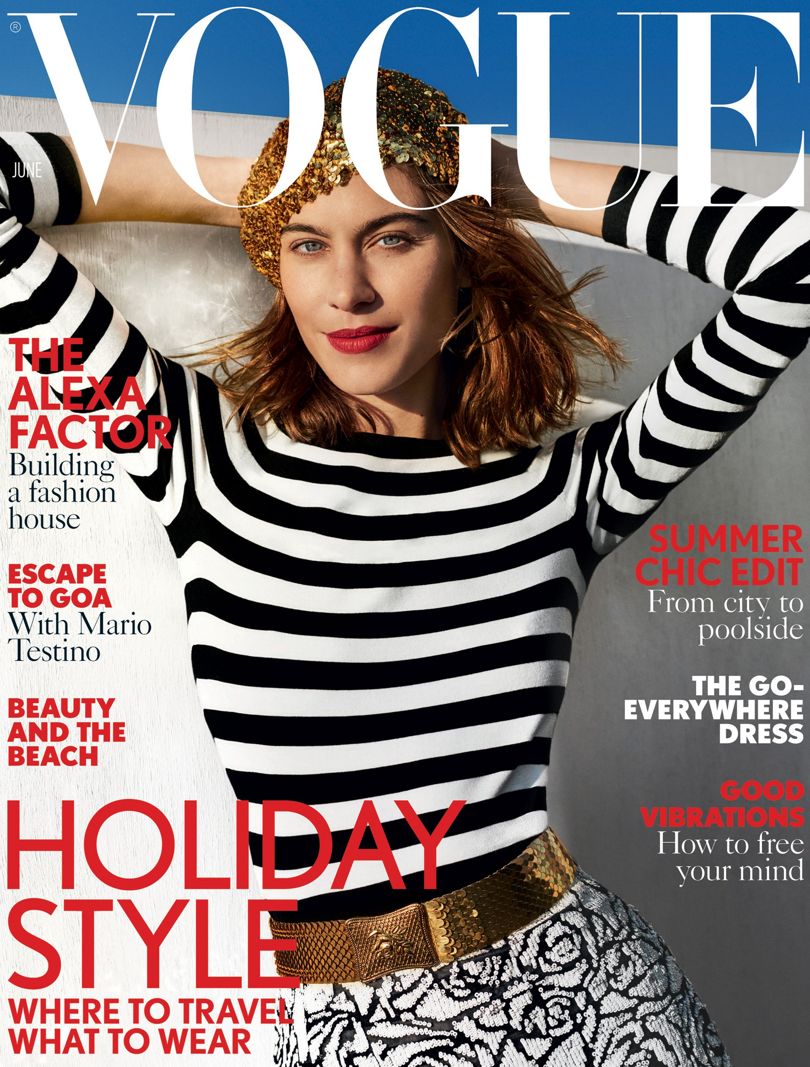 VOGUE
®
JUNE
THE
ALEXA
FACTOR
Building
a fashion
house
ESCAPE
TO GOA
With Mario
Testino
BEAUTY
AND THE
BEACH
HOLIDAY
STYLE
WHERE TO TRAVEL
WHAT TO WEAR
SUMMER
CHIC EDIT
From city to
poolside
THE GO-
EVERYWHERE
DRESS
GOOD
VIBRATIONS
How to free
your mind